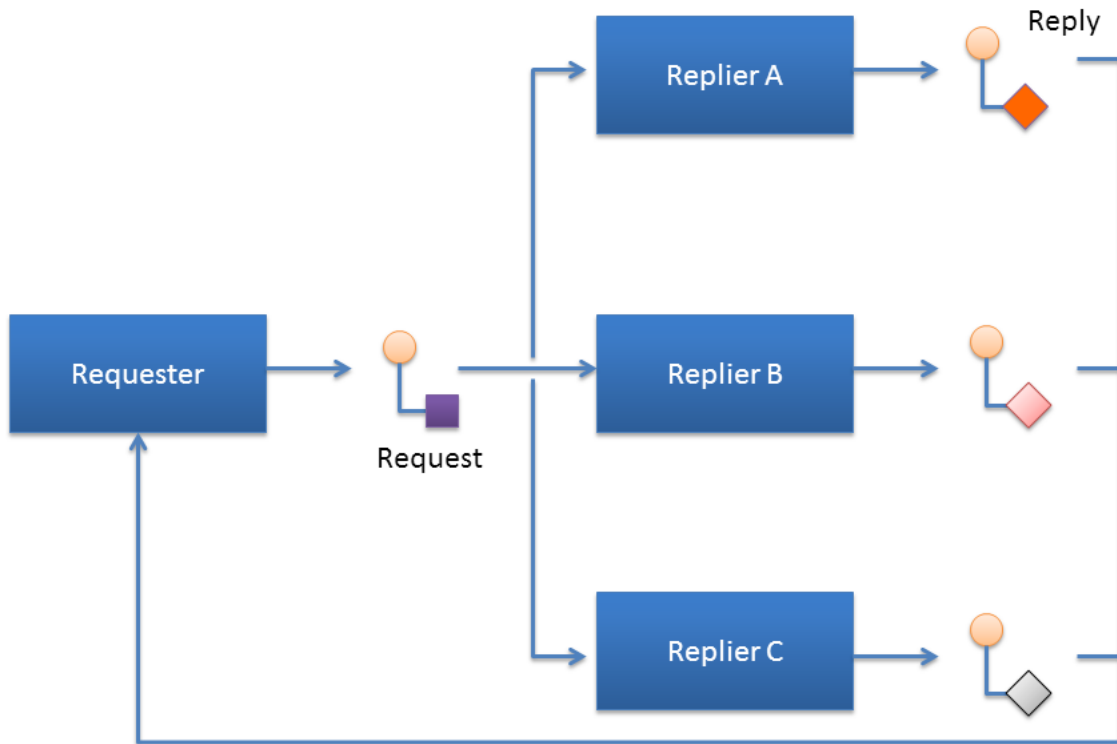 Reply
Replier A
Requester
Replier B
Request
Replier C